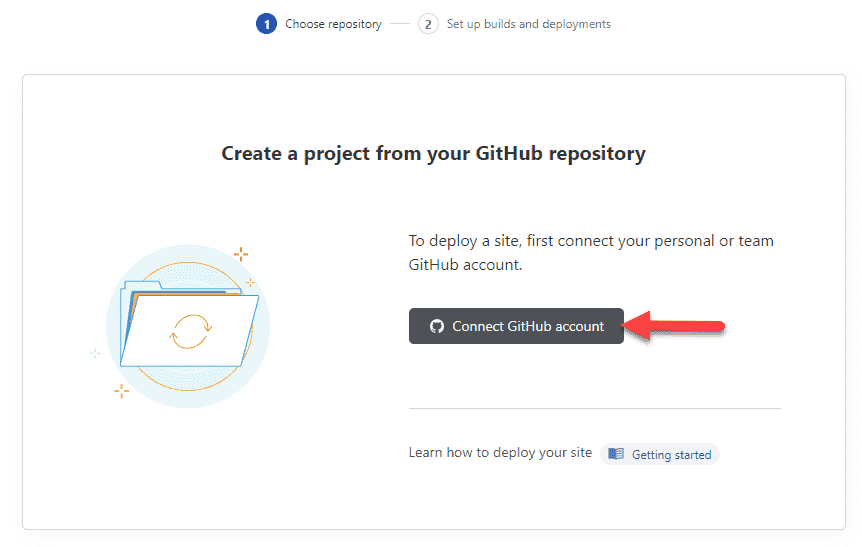 1 Choose repository 2 Set up builds and deployments
Create a project from your GitHub repository
To deploy a site, first connect your personal or team
GitHub account.
Connect GitHub account
Learn how to deploy your site Getting started